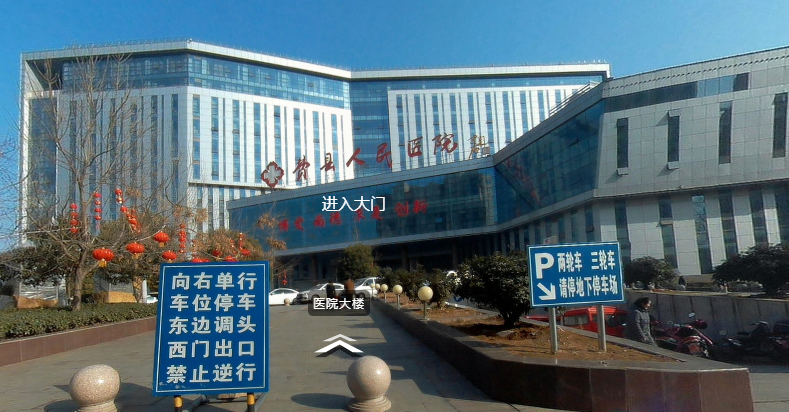 费县人民医院
进入大门
医院大楼
向右单行
车位停车
东边调头
西门出口
禁止逆行
P 两轮车 三轮车
请停地下停车场